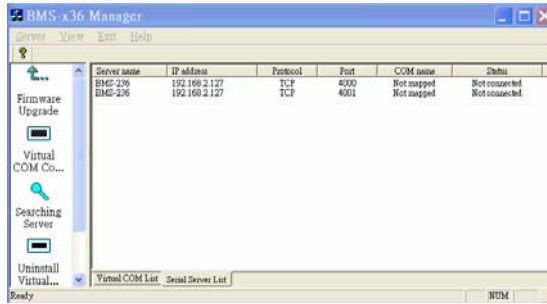 BMS-x36 Manager
Server View Exit Help
Firmware
Upgrade
Virtual
COM Co...
Searching
Server
Uninstall
Virtual...
Server name IP address Protocol Port COM name Status
BMS-236 192.168.2.127 TCP 4000 Not mapped Not connected
BMS-236 192.168.2.127 TCP 4001 Not mapped Not connected
Virtual COM List Serial Server List
Ready NUM